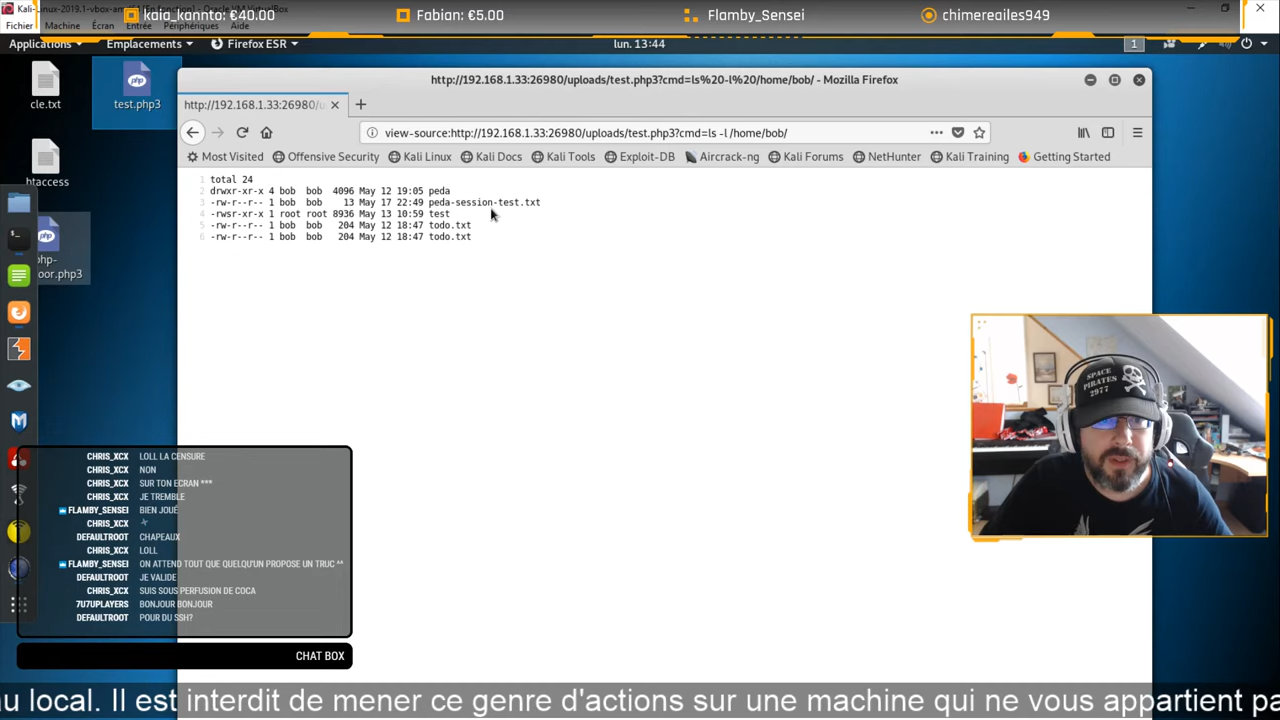 Kali-Linux-2019.1-vbox-am
[En fonction] - Oracle VM VirtualBox
kaia_kannto: €40.00
Fabian: €5.00
Flamby_Sensei
chimereailes949
Fichier Machine Écran Entrée Périphériques Aide
Applications Emplacements Firefox ESR lun. 13:44 1
http://192.168.1.33:26980/uploads/test.php3?cmd=ls%20-l%20/home/bob/ - Mozilla Firefox
cle.txt
test.php3
http://192.168.1.33:26980/u
view-source:http://192.168.1.33:26980/uploads/test.php3?cmd=ls -l /home/bob/
Most Visited Offensive Security Kali Linux Kali Docs Kali Tools Exploit-DB Aircrack-ng Kali Forums NetHunter Kali Training Getting Started
htaccess
1 total 24
2 drwxr-xr-x 4 bob bob 4096 May 12 19:05 peda
3 -rw-r--r-- 1 bob bob 13 May 17 22:49 peda-session-test.txt
4 -rwsr-xr-x 1 root root 8936 May 13 10:59 test
5 -rw-r--r-- 1 bob bob 204 May 12 18:47 todo.txt
6 -rw-r--r-- 1 bob bob 204 May 12 18:47 todo.txt
php-
oor.php3
SPACE
PIRATES
2977
CHRIS_XCX LOLL LA CENSURE
CHRIS_XCX NON
CHRIS_XCX SUR TON ECRAN ***
CHRIS_XCX JE TREMBLE
FLAMBY_SENSEI BIEN JOUÉ
CHRIS_XCX
DEFAULTROOT CHAPEAUX
CHRIS_XCX LOLL
FLAMBY_SENSEI ON ATTEND TOUT QUE QUELQU'UN PROPOSE UN TRUC ^^
DEFAULTROOT JE VALIDE
CHRIS_XCX SUIS SOUS PERFUSION DE COCA
7U7UPLAYERS BONJOUR BONJOUR
DEFAULTROOT POUR DU SSH?
CHAT BOX
au local. Il est interdit de mener ce genre d'actions sur une machine qui ne vous appartient pa